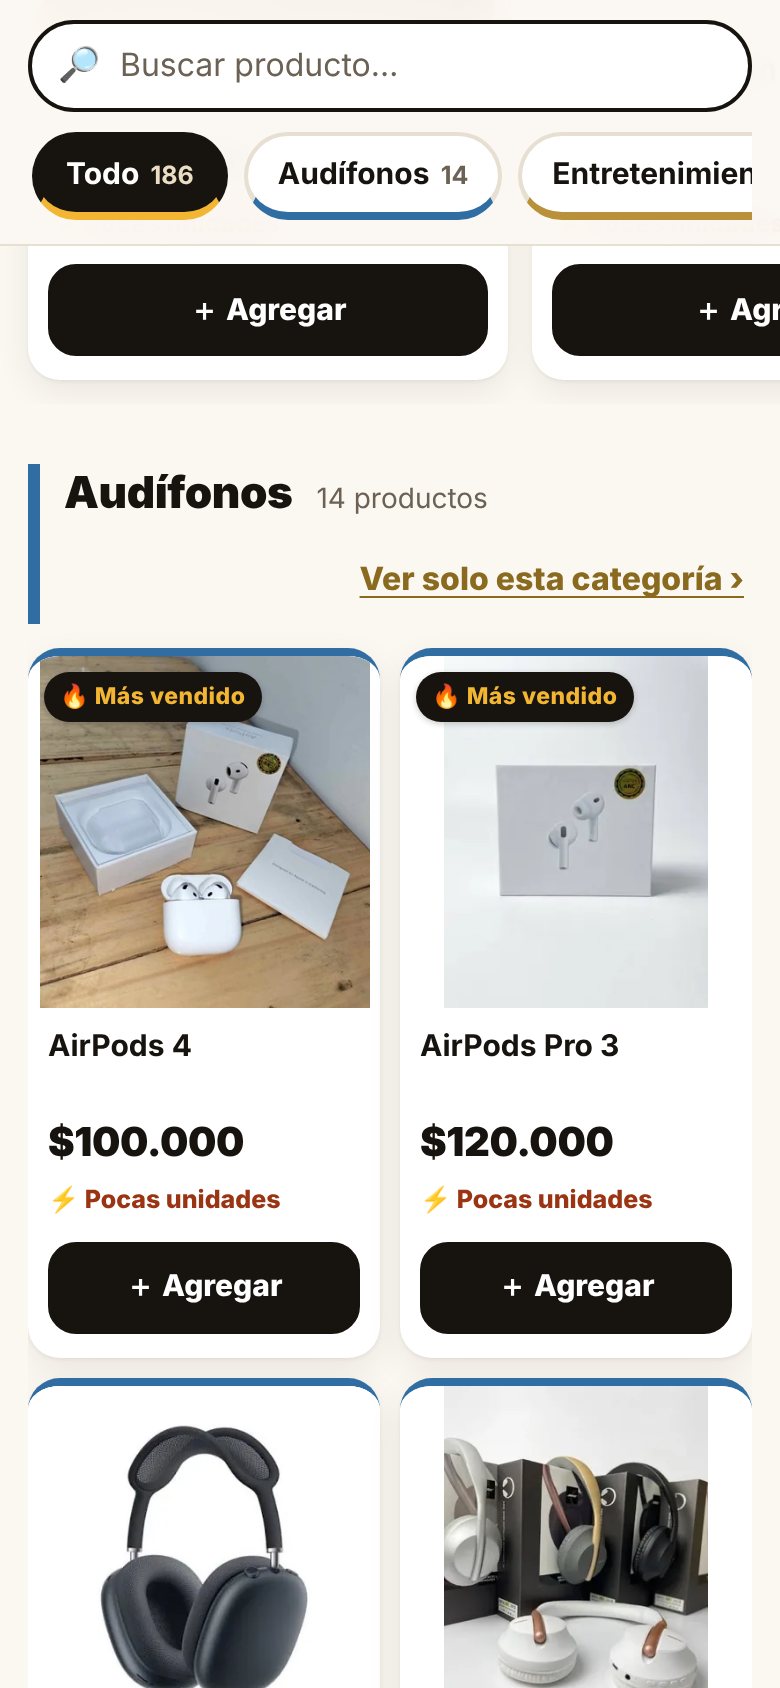 🔎 Buscar producto...
Todo 186 Audífonos 14 Entretenimien
+ Agregar + Agr
Audífonos 14 productos
Ver solo esta categoría ›
🔥 Más vendido 🔥 Más vendido
AirPods 4 AirPods Pro 3
$100.000 $120.000
⚡ Pocas unidades ⚡ Pocas unidades
+ Agregar + Agregar